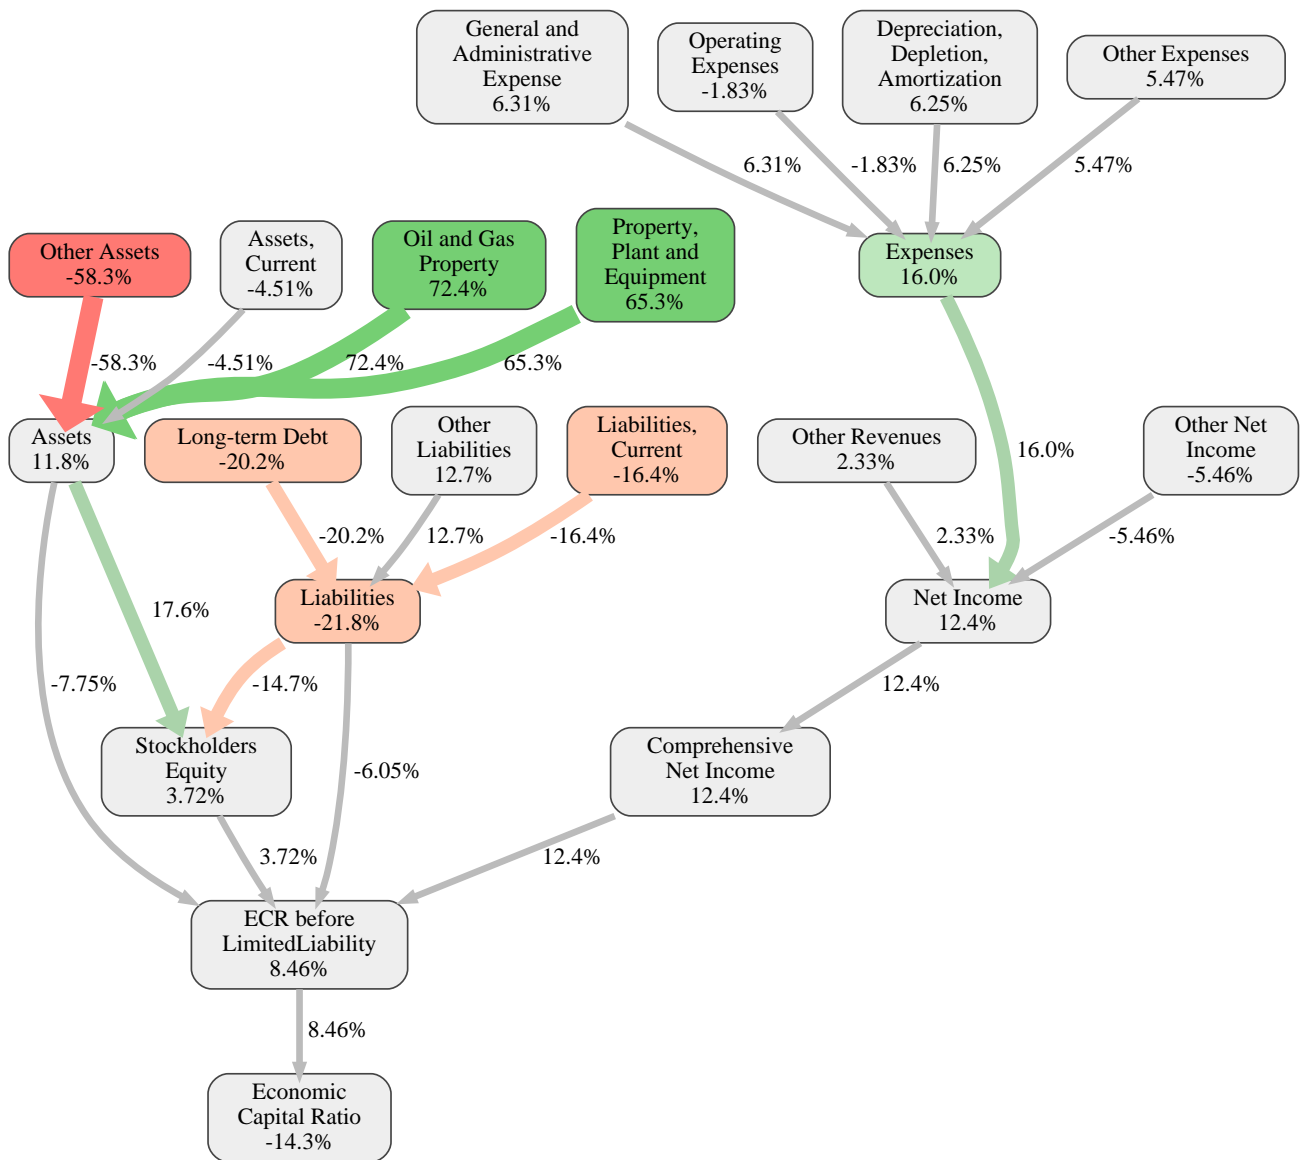 General and
Administrative
Expense
6.31%
Operating
Expenses
-1.83%
Depreciation,
Depletion,
Amortization
6.25%
Other Expenses
5.47%
6.31%
-1.83%
6.25%
5.47%
Other Assets
-58.3%
Assets,
Current
-4.51%
Oil and Gas
Property
72.4%
Property,
Plant and
Equipment
65.3%
Expenses
16.0%
-58.3%
-4.51%
72.4%
65.3%
Assets
11.8%
Long-term Debt
-20.2%
Other
Liabilities
12.7%
Liabilities,
Current
-16.4%
Other Revenues
2.33%
16.0%
Other Net
Income
-5.46%
-20.2%
12.7%
-16.4%
2.33%
-5.46%
17.6%
Liabilities
-21.8%
Net Income
12.4%
-7.75%
-14.7%
12.4%
Stockholders
Equity
3.72%
-6.05%
Comprehensive
Net Income
12.4%
3.72%
12.4%
ECR before
LimitedLiability
8.46%
8.46%
Economic
Capital Ratio
-14.3%